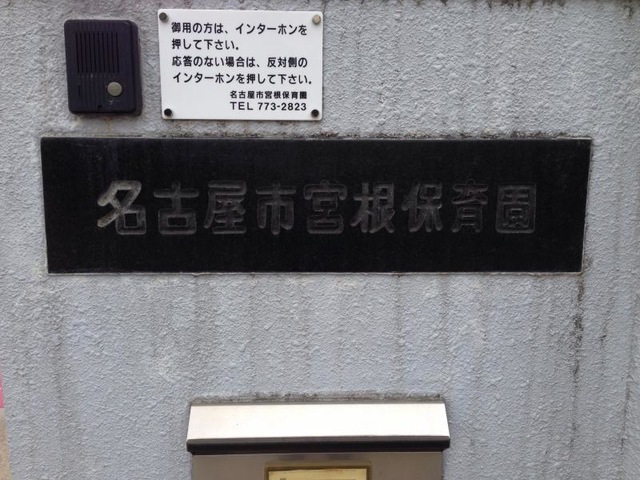 御用の方は、インターホンを
押して下さい。
応答のない場合は、反対側の
インターホンを押して下さい。
名古屋市宮根保育園
TEL 773-2823
名古屋市宮根保育園